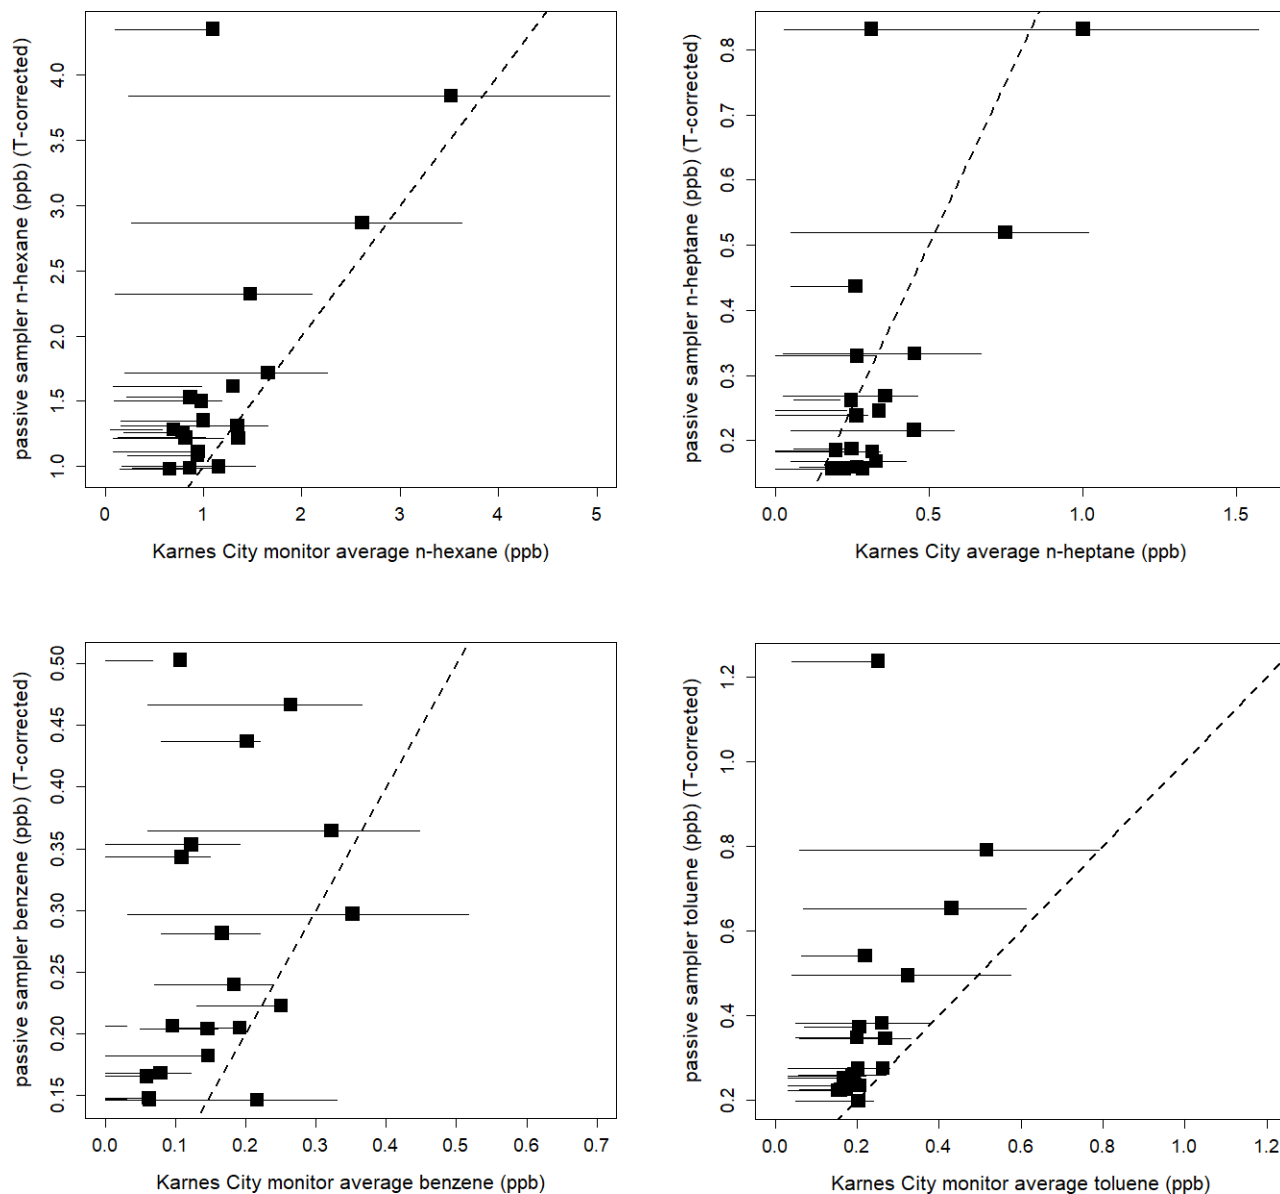 passive sampler n-hexane (ppb) (T-corrected)
4.0
3.5
3.0
2.5
2.0
1.5
1.0
0 1 2 3 4 5
Karnes City monitor average n-hexane (ppb)
passive sampler n-heptane (ppb) (T-corrected)
0.8
0.7
0.6
0.5
0.4
0.3
0.2
0.0 0.5 1.0 1.5
Karnes City average n-heptane (ppb)
passive sampler benzene (ppb) (T-corrected)
0.50
0.45
0.40
0.35
0.30
0.25
0.20
0.15
0.0 0.1 0.2 0.3 0.4 0.5 0.6 0.7
Karnes City monitor average benzene (ppb)
passive sampler toluene (ppb) (T-corrected)
1.2
1.0
0.8
0.6
0.4
0.2
0.0 0.2 0.4 0.6 0.8 1.0 1.2
Karnes City monitor average toluene (ppb)